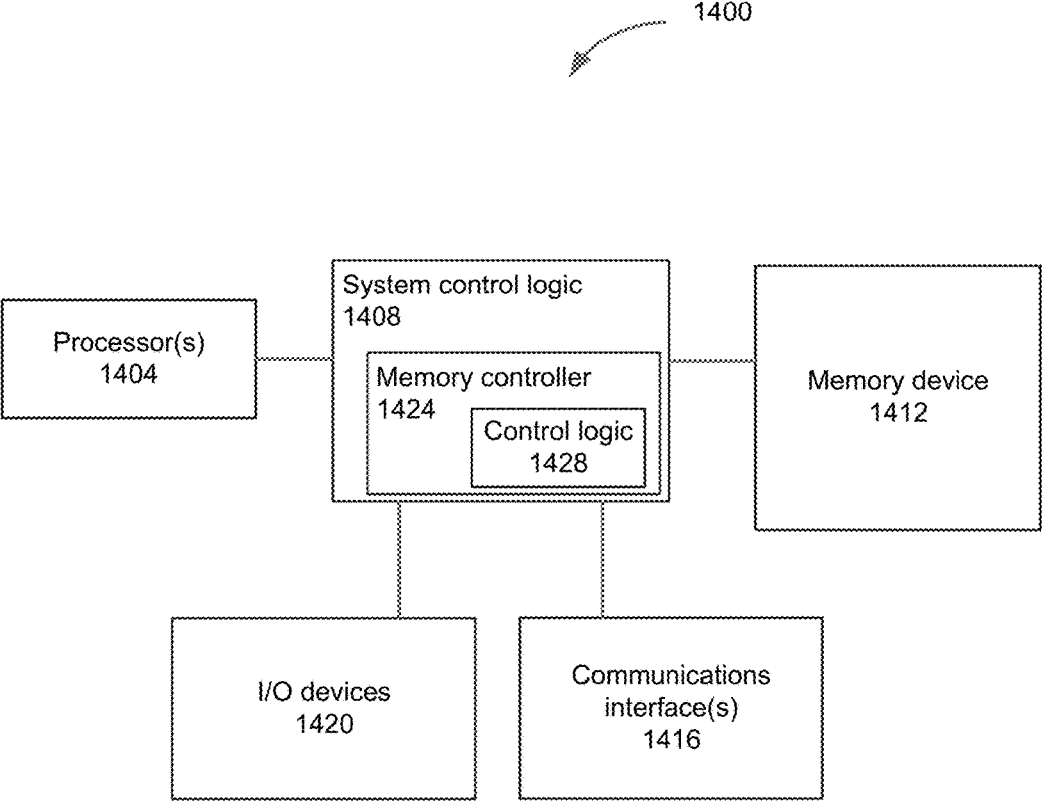 1400
System control logic
1408
Processor(s)
1404
Memory controller
1424
Control logic
1428
Memory device
1412
I/O devices
1420
Communications
interface(s)
1416